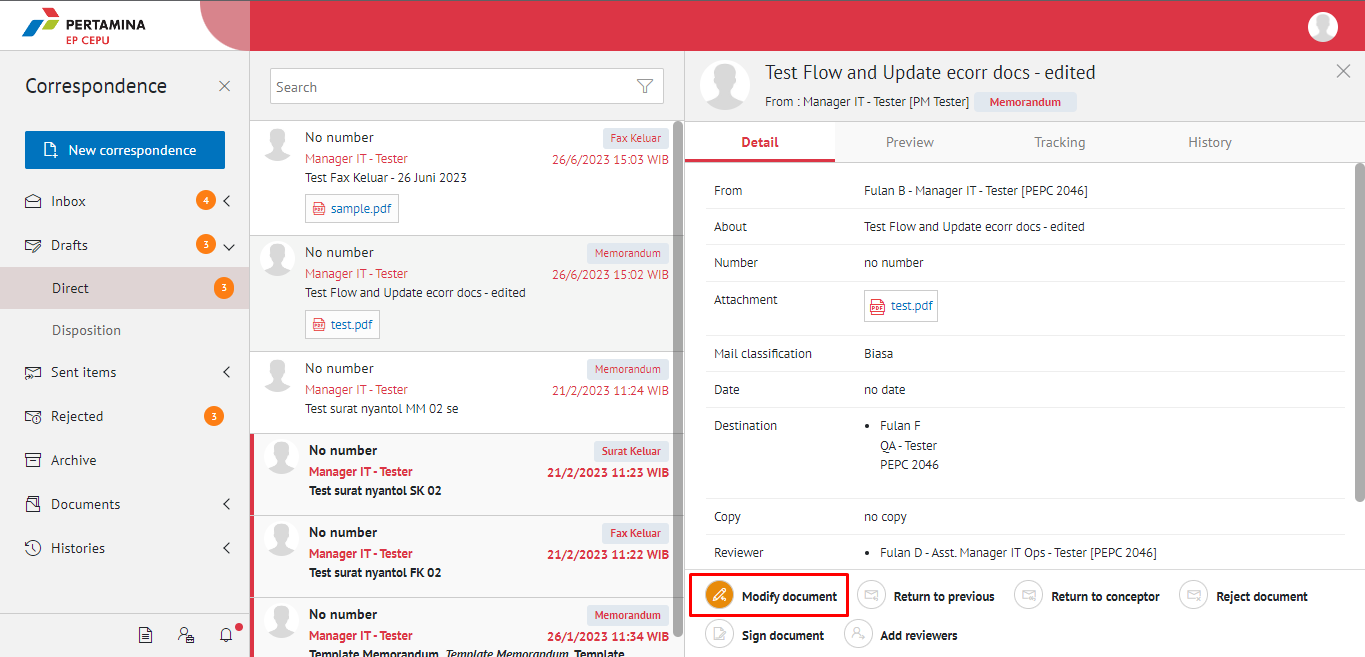 PERTAMINA
EP CEPU
Correspondence
New correspondence
Inbox 4
Drafts 3
Direct 3
Disposition
Sent items
Rejected 3
Archive
Documents
Histories
Search
No number Fax Keluar
Manager IT - Tester 26/6/2023 15:03 WIB
Test Fax Keluar - 26 Juni 2023
PDF sample.pdf
No number Memorandum
Manager IT - Tester 26/6/2023 15:02 WIB
Test Flow and Update ecorr docs - edited
PDF test.pdf
No number Memorandum
Manager IT - Tester 21/2/2023 11:24 WIB
Test surat nyantol MM 02 se
No number Surat Keluar
Manager IT - Tester 21/2/2023 11:23 WIB
Test surat nyantol SK 02
No number Fax Keluar
Manager IT - Tester 21/2/2023 11:22 WIB
Test surat nyantol FK 02
No number Memorandum
Manager IT - Tester 26/1/2023 11:34 WIB
Template Memorandum, Template Memorandum, Template
Test Flow and Update ecorr docs - edited
From : Manager IT - Tester [PM Tester] Memorandum
Detail Preview Tracking History
From Fulan B - Manager IT - Tester [PEPC 2046]
About Test Flow and Update ecorr docs - edited
Number no number
Attachment PDF test.pdf
Mail classification Biasa
Date no date
Destination • Fulan F
QA - Tester
PEPC 2046
Copy no copy
Reviewer • Fulan D - Asst. Manager IT Ops - Tester [PEPC 2046]
Modify document Return to previous Return to conceptor Reject document
Sign document Add reviewers